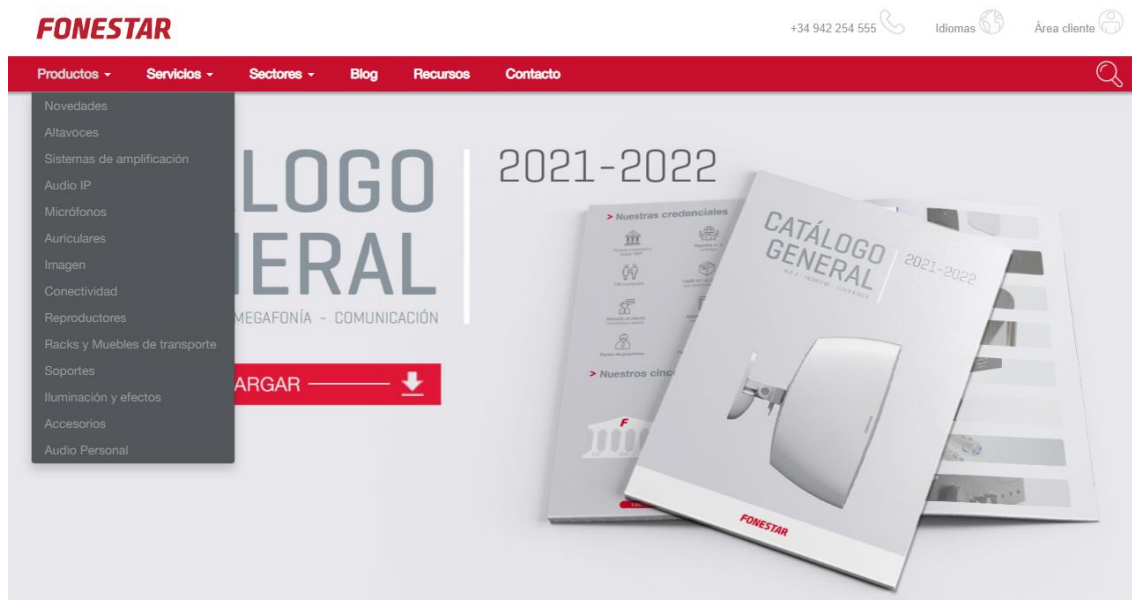 FONESTAR
+34 942 254 555
Idiomas
Área cliente
Productos
Servicios
Sectores
Blog
Recursos
Contacto
Novedades
Altavoces
Sistemas de amplificación
Audio IP
Micrófonos
Auriculares
Imagen
Conectividad
Reproductores
Racks y Muebles de transporte
Soportes
Iluminación y efectos
Accesorios
Audio Personal
LOGO
ERAL
2021-2022
MEGAFONÍA - COMUNICACIÓN
ARGAR
> Nuestras credenciales
> Nuestros cinc
F
CATÁLOGO
GENERAL
2021-2022
FONESTAR